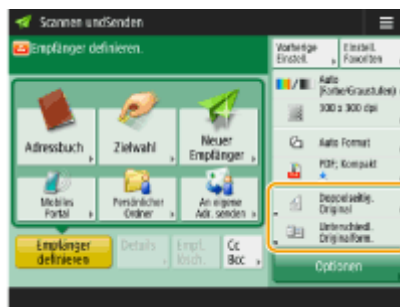 Scannen undSenden
Empfänger definieren.
Vorherige
Einstell.
Einstell.
Favoriten
Auto
(Farbe/Graustufen)
300 x 300 dpi
Auto Format
PDF; Kompakt
Doppelseitig.
Original
Unterschiedl.
Originalform.
Optionen
Adressbuch
Zielwahl
Neuer
Empfänger
Mobiles
Portal
Persönlicher
Ordner
An eigene
Adr. senden
Empfänger
definieren
Details
Empf.
lösch.
Cc
Bcc